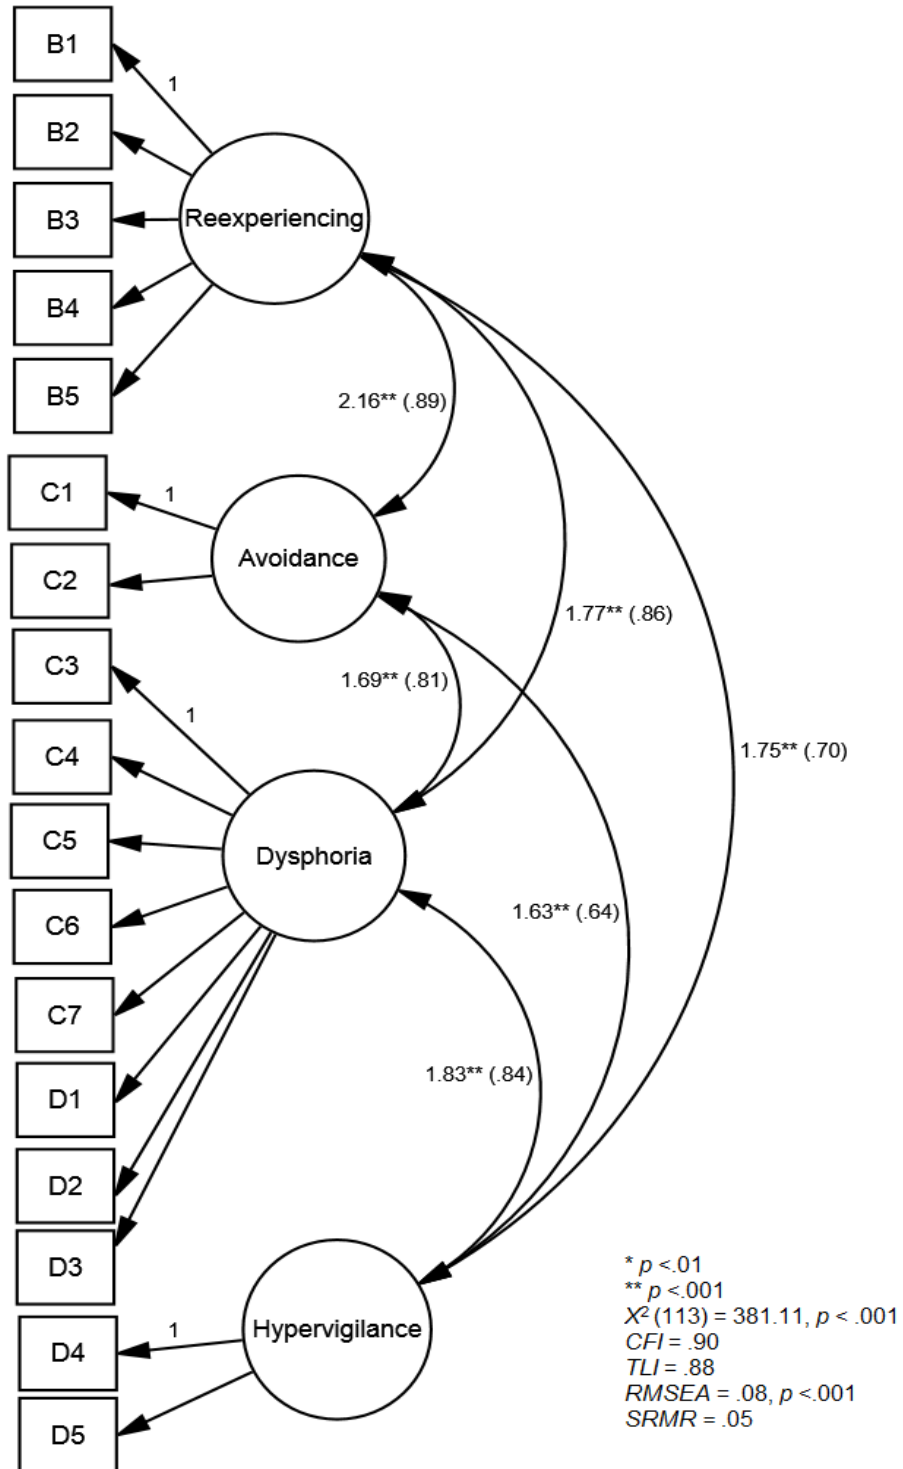 B1
1
B2
B3
Reexperiencing
B4
B5
2.16** (.89)
C1
1
Avoidance
C2
1.77** (.86)
C3
1.69** (.81)
1
C4
1.75** (.70)
C5
Dysphoria
C6
1.63** (.64)
C7
1.83** (.84)
D1
D2
D3
* p <.01
** p <.001
X² (113) = 381.11, p < .001
Hypervigilance
1
D4
CFI = .90
TLI = .88
RMSEA = .08, p <.001
SRMR = .05
D5